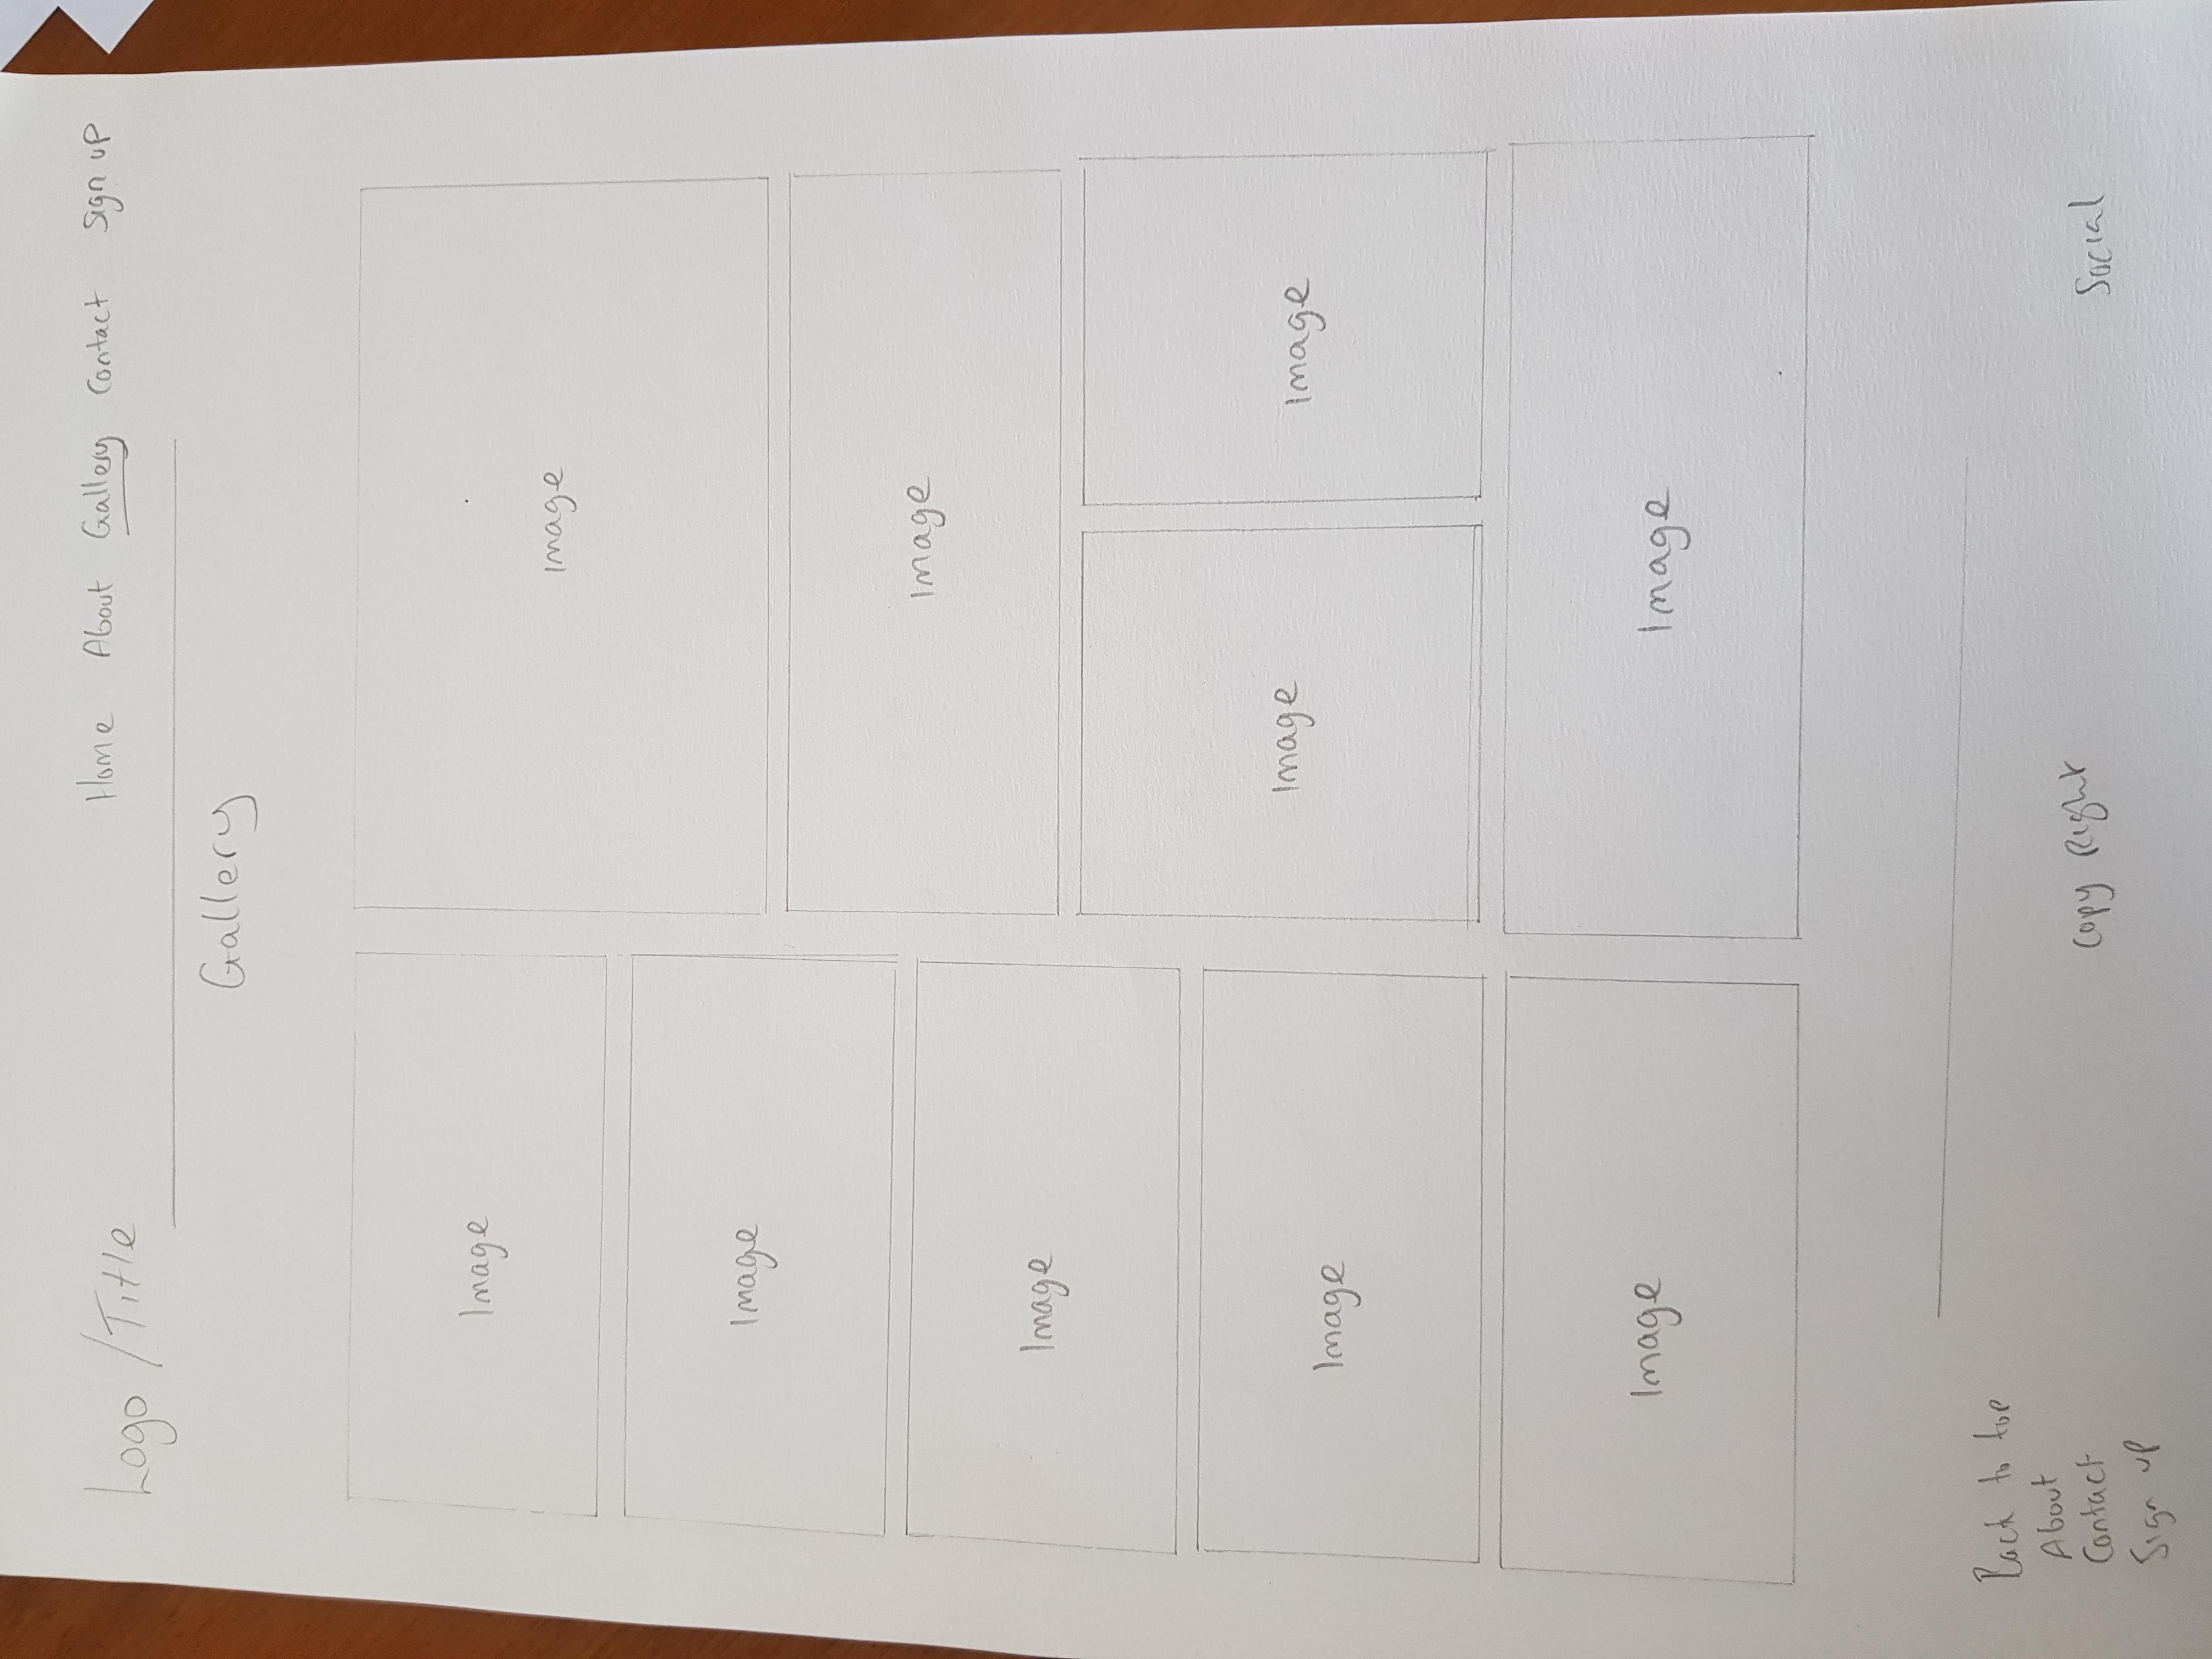 Logo /Title
Home About Gallery Contact Sign up
Gallery
Image
Image
Image
Image
Image
Image
Image
Image
Image
Image
Back to top
About
Contact
Sign up
Copy Right
Social